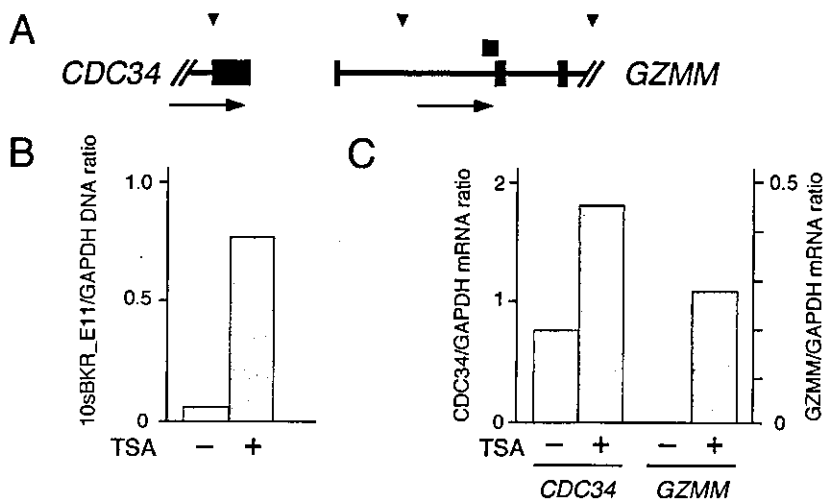 A
CDC34
GZMM
B
10sBKR_E11/GAPDH DNA ratio
1.0
0.5
0
TSA − +
C
CDC34/GAPDH mRNA ratio
2
1
0
GZMM/GAPDH mRNA ratio
0.5
0
TSA − + − +
CDC34 GZMM